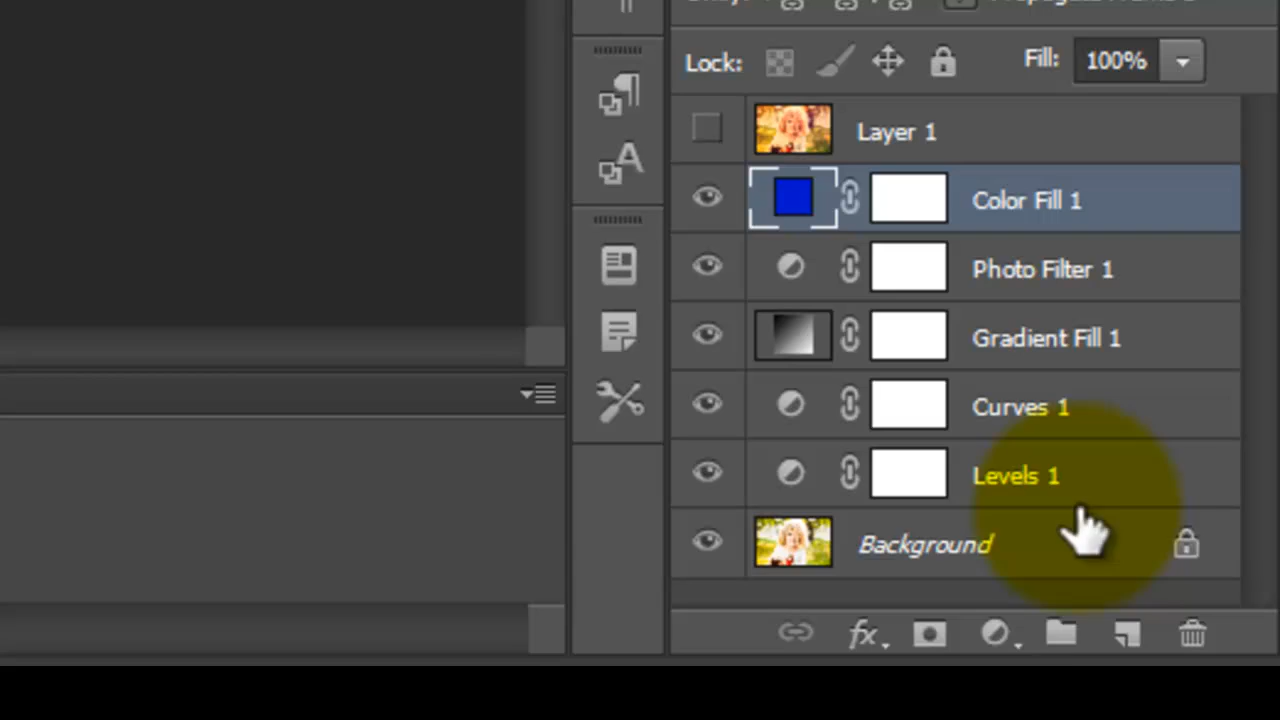 Lock:
Fill: 100%
Layer 1
Color Fill 1
Photo Filter 1
Gradient Fill 1
Curves 1
Levels 1
Background
fx